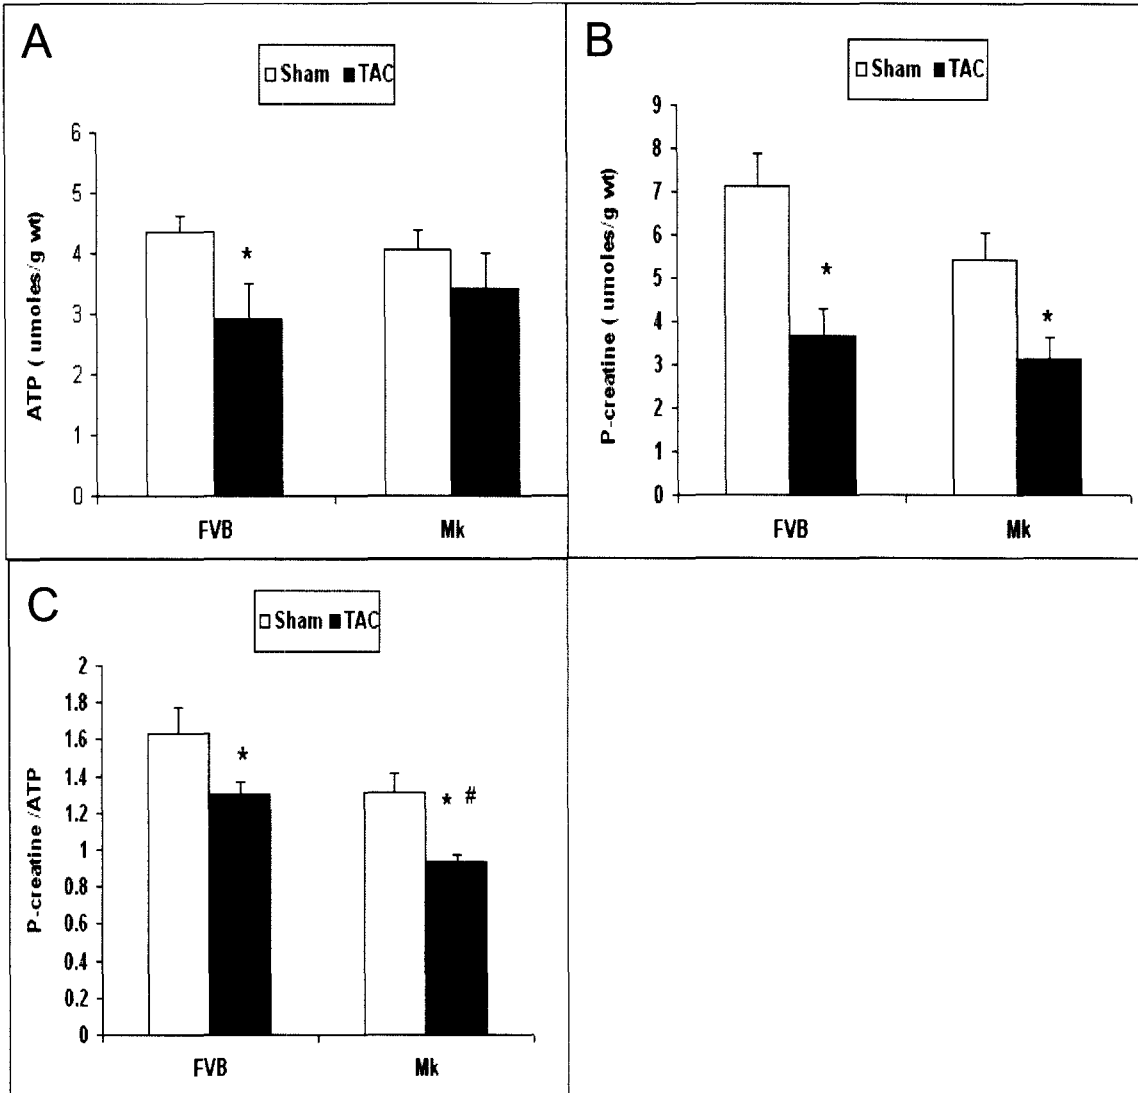 A
Sham TAC
6
5
4
3
2
1
0
ATP ( umoles/g wt)
*
FVB Mk
B
Sham TAC
9
8
7
6
5
4
3
2
1
0
P-creatine ( umoles/g wt)
*
*
FVB Mk
C
Sham TAC
2
1.8
1.6
1.4
1.2
1
0.8
0.6
0.4
0.2
0
P-creatine /ATP
*
* #
FVB Mk